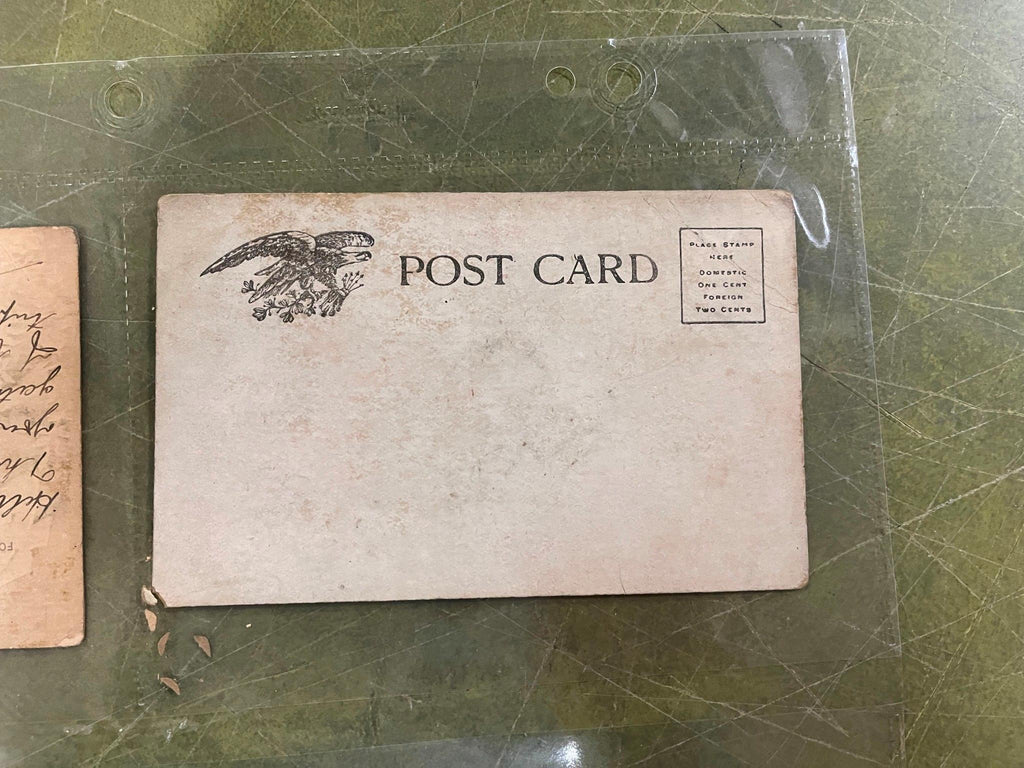 POST CARD
PLACE STAMP
HERE
DOMESTIC
ONE CENT
FOREIGN
TWO CENTS